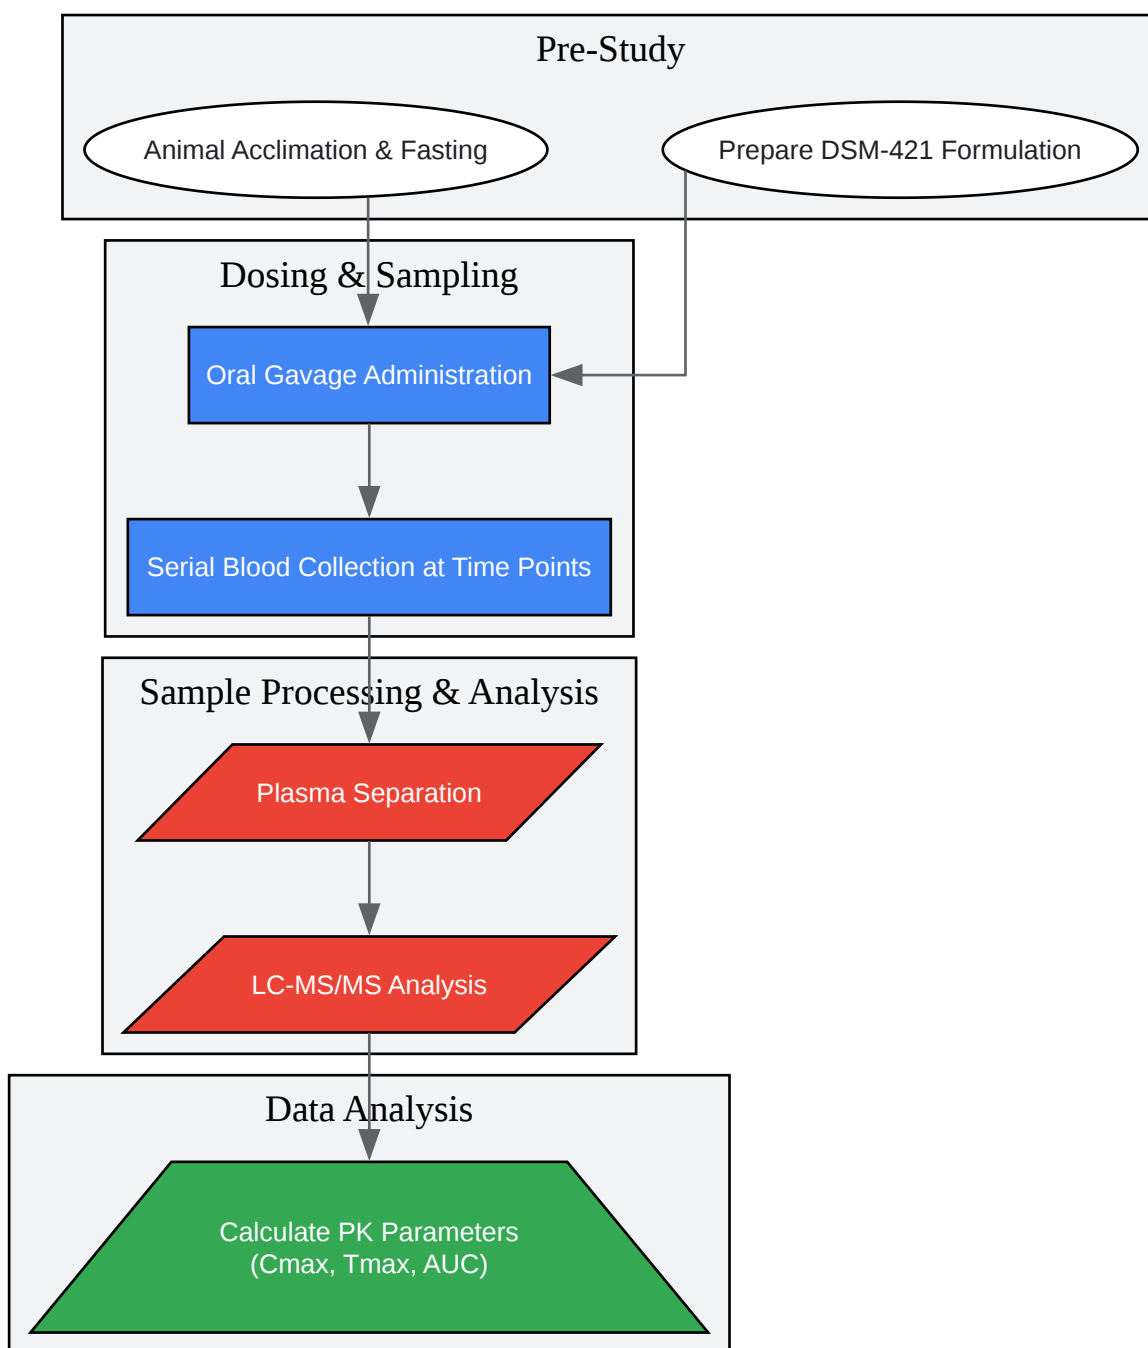 Pre-Study
Animal Acclimation & Fasting
Prepare DSM-421 Formulation
Dosing & Sampling
Oral Gavage Administration
Serial Blood Collection at Time Points
Sample Processing & Analysis
Plasma Separation
LC-MS/MS Analysis
Data Analysis
Calculate PK Parameters
(Cmax, Tmax, AUC)